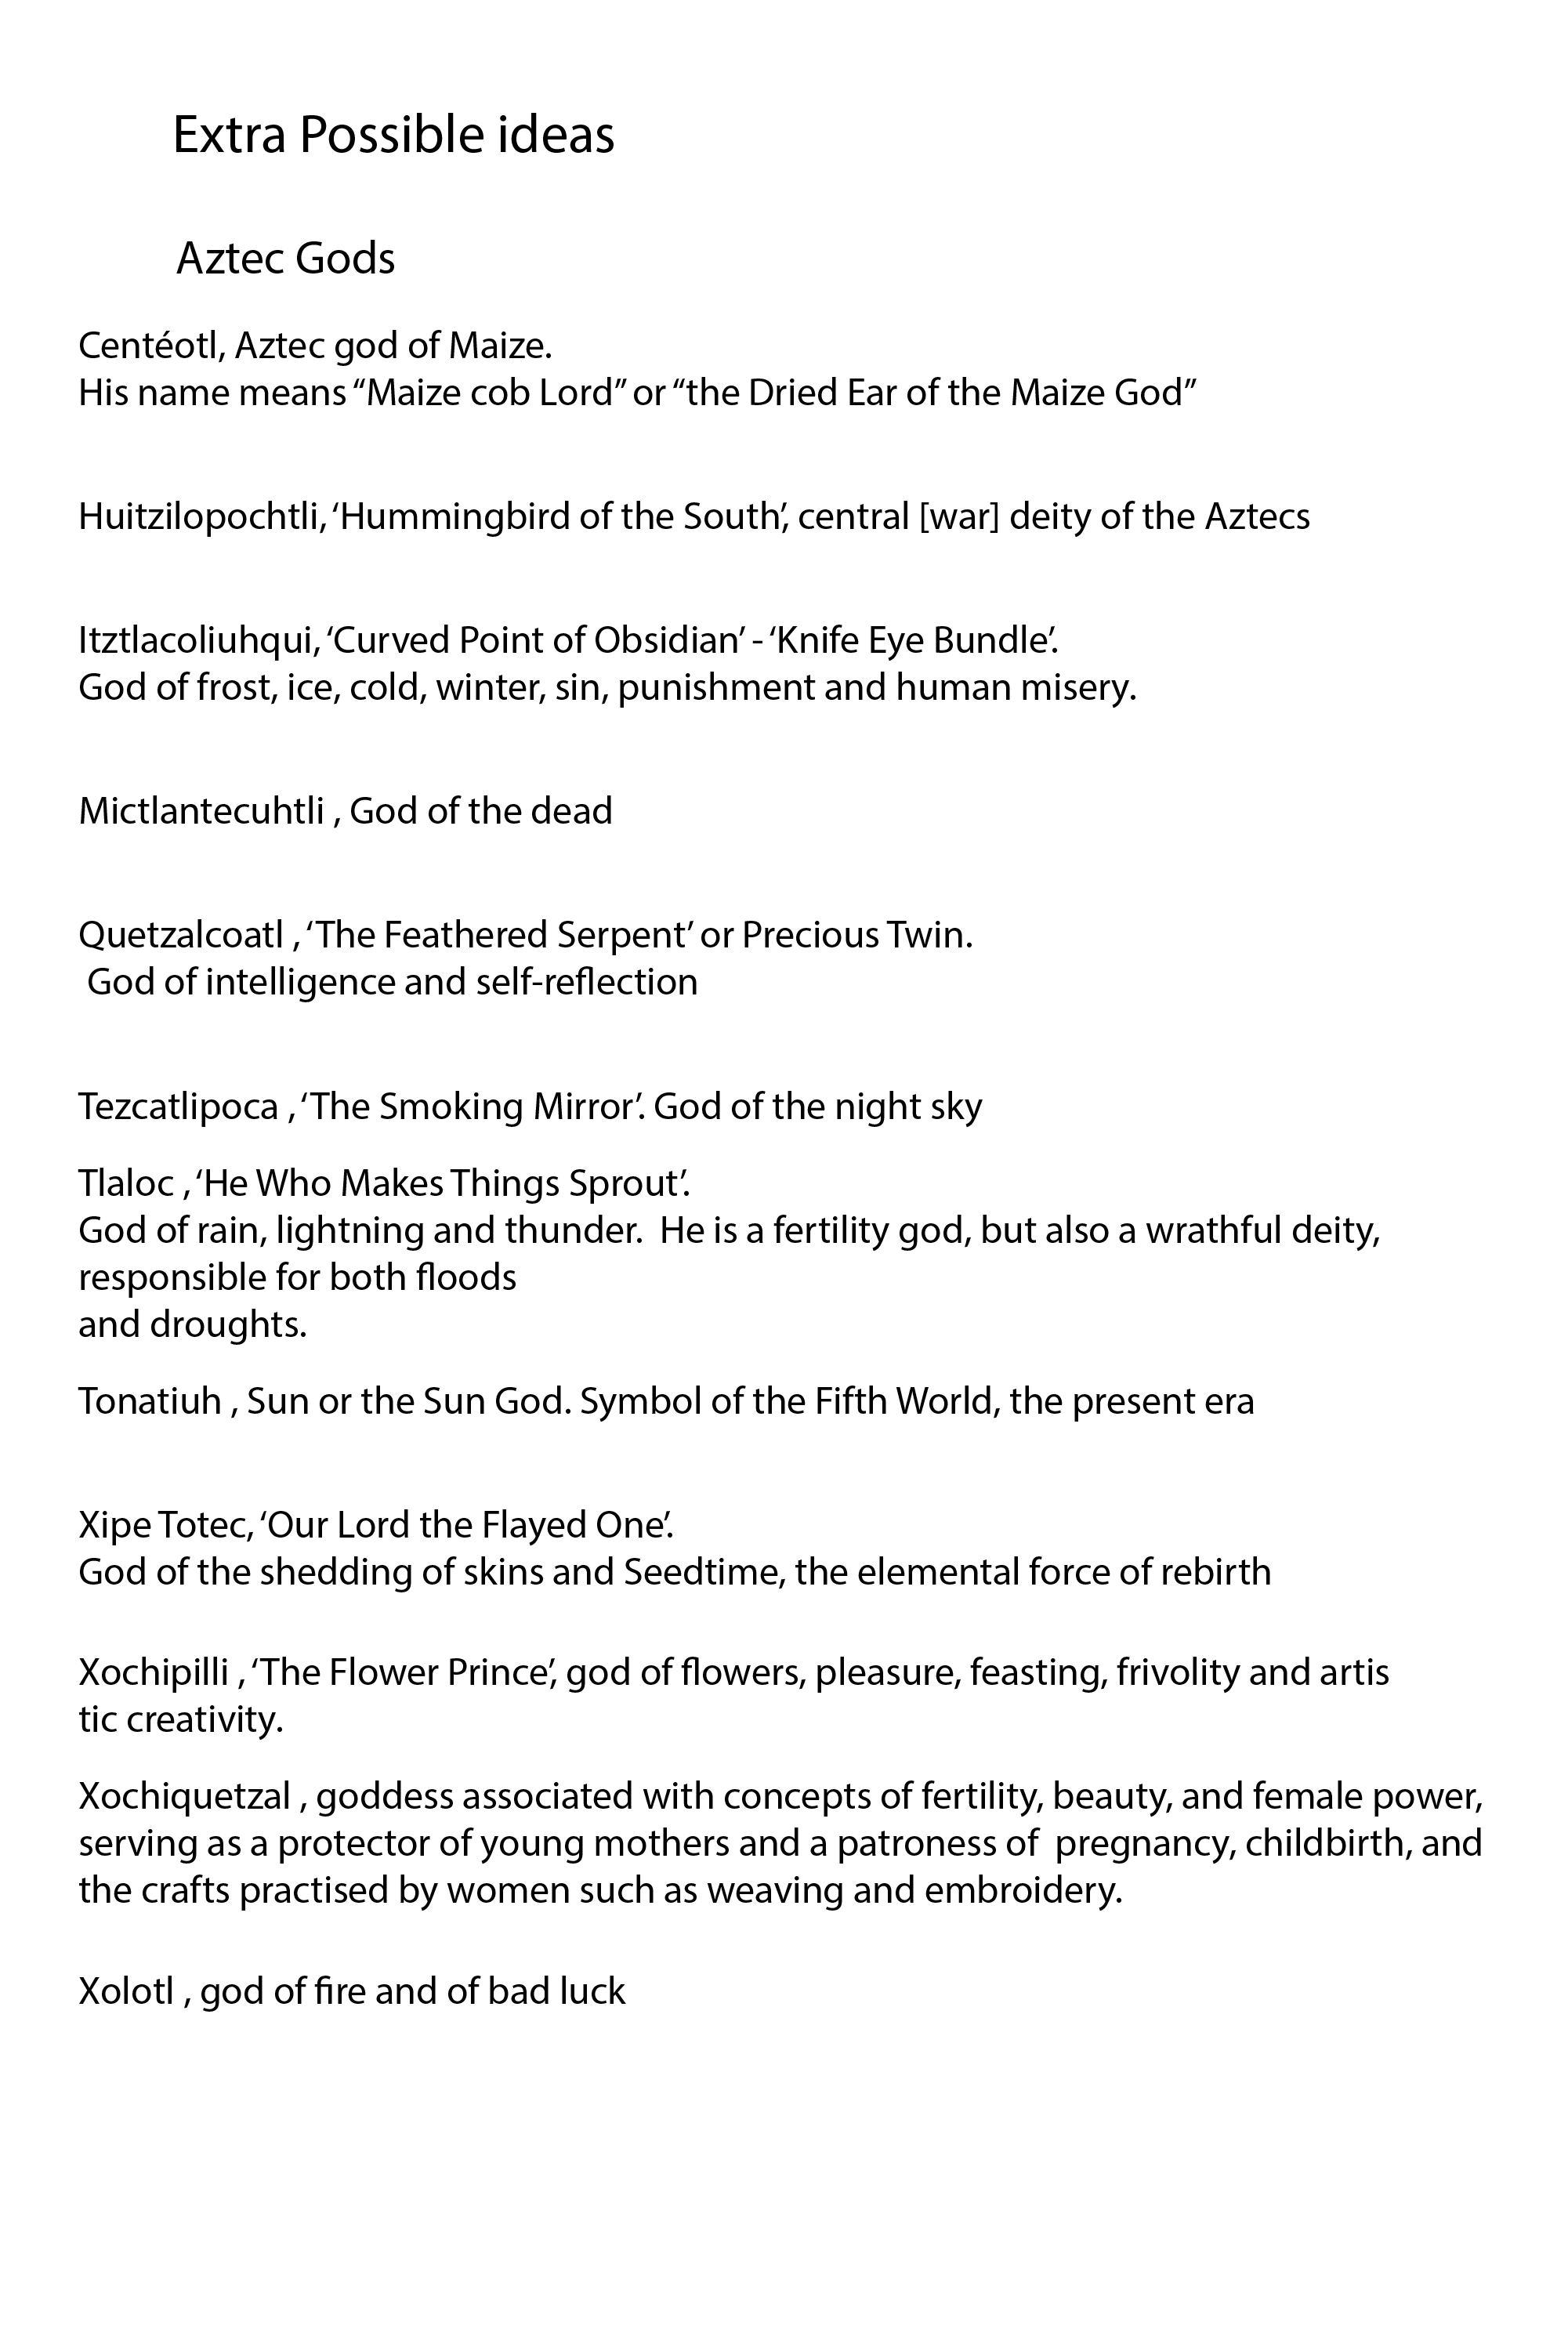 Extra Possible ideas
Aztec Gods
Centéotl, Aztec god of Maize.
His name means “Maize cob Lord” or “the Dried Ear of the Maize God”
Huitzilopochtli, ‘Hummingbird of the South’, central [war] deity of the Aztecs
Itztlacoliuhqui, ‘Curved Point of Obsidian’ - ‘Knife Eye Bundle’.
God of frost, ice, cold, winter, sin, punishment and human misery.
Mictlantecuhtli , God of the dead
Quetzalcoatl , ‘The Feathered Serpent’ or Precious Twin.
God of intelligence and self-reflection
Tezcatlipoca , ‘The Smoking Mirror’. God of the night sky
Tlaloc , ‘He Who Makes Things Sprout’.
God of rain, lightning and thunder.  He is a fertility god, but also a wrathful deity,
responsible for both floods
and droughts.
Tonatiuh , Sun or the Sun God. Symbol of the Fifth World, the present era
Xipe Totec, ‘Our Lord the Flayed One’.
God of the shedding of skins and Seedtime, the elemental force of rebirth
Xochipilli , ‘The Flower Prince’, god of flowers, pleasure, feasting, frivolity and artis
tic creativity.
Xochiquetzal , goddess associated with concepts of fertility, beauty, and female power,
serving as a protector of young mothers and a patroness of  pregnancy, childbirth, and
the crafts practised by women such as weaving and embroidery.
Xolotl , god of fire and of bad luck